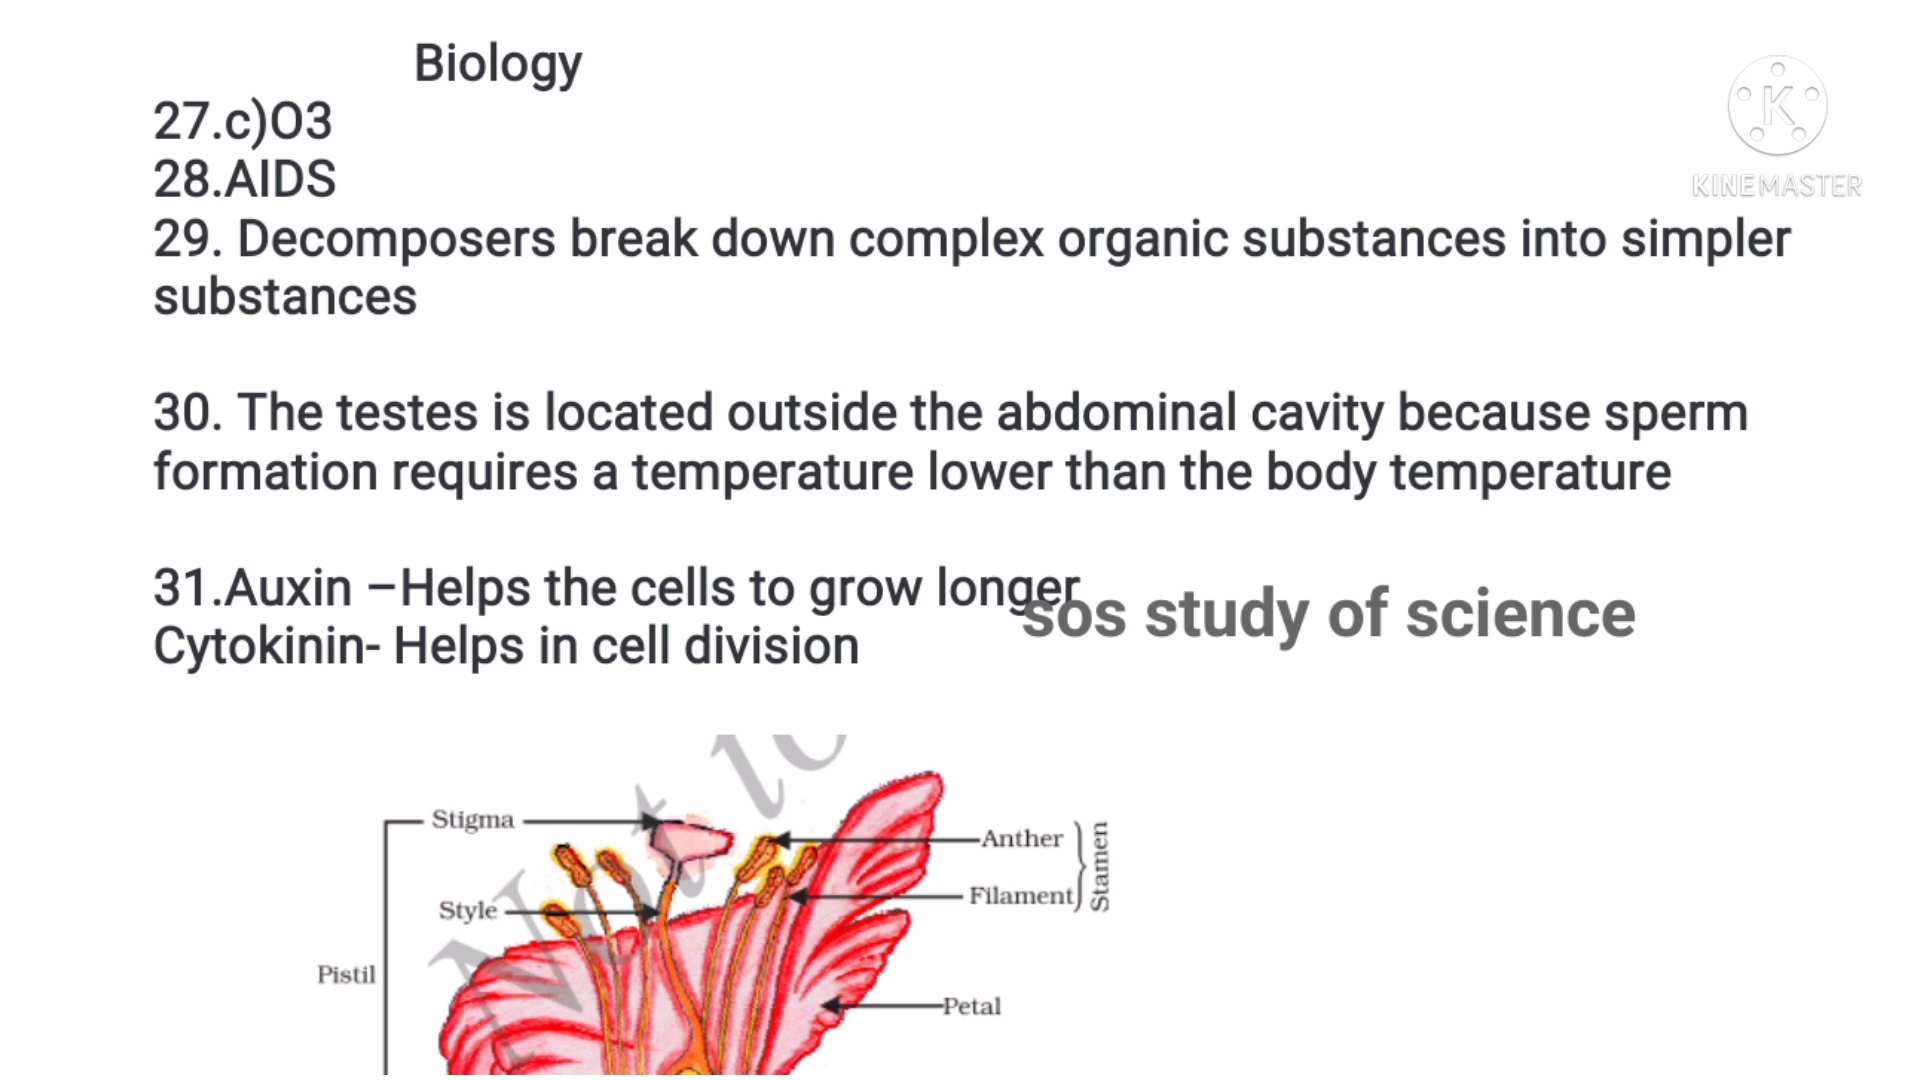 Biology
27.c)O3
28.AIDS
29. Decomposers break down complex organic substances into simpler
substances
30. The testes is located outside the abdominal cavity because sperm
formation requires a temperature lower than the body temperature
31.Auxin –Helps the cells to grow longer
Cytokinin- Helps in cell division
sos study of science
K
KINEMASTER
Not
Stigma
Style
Pistil
Anther
Filament
Stamen
Petal